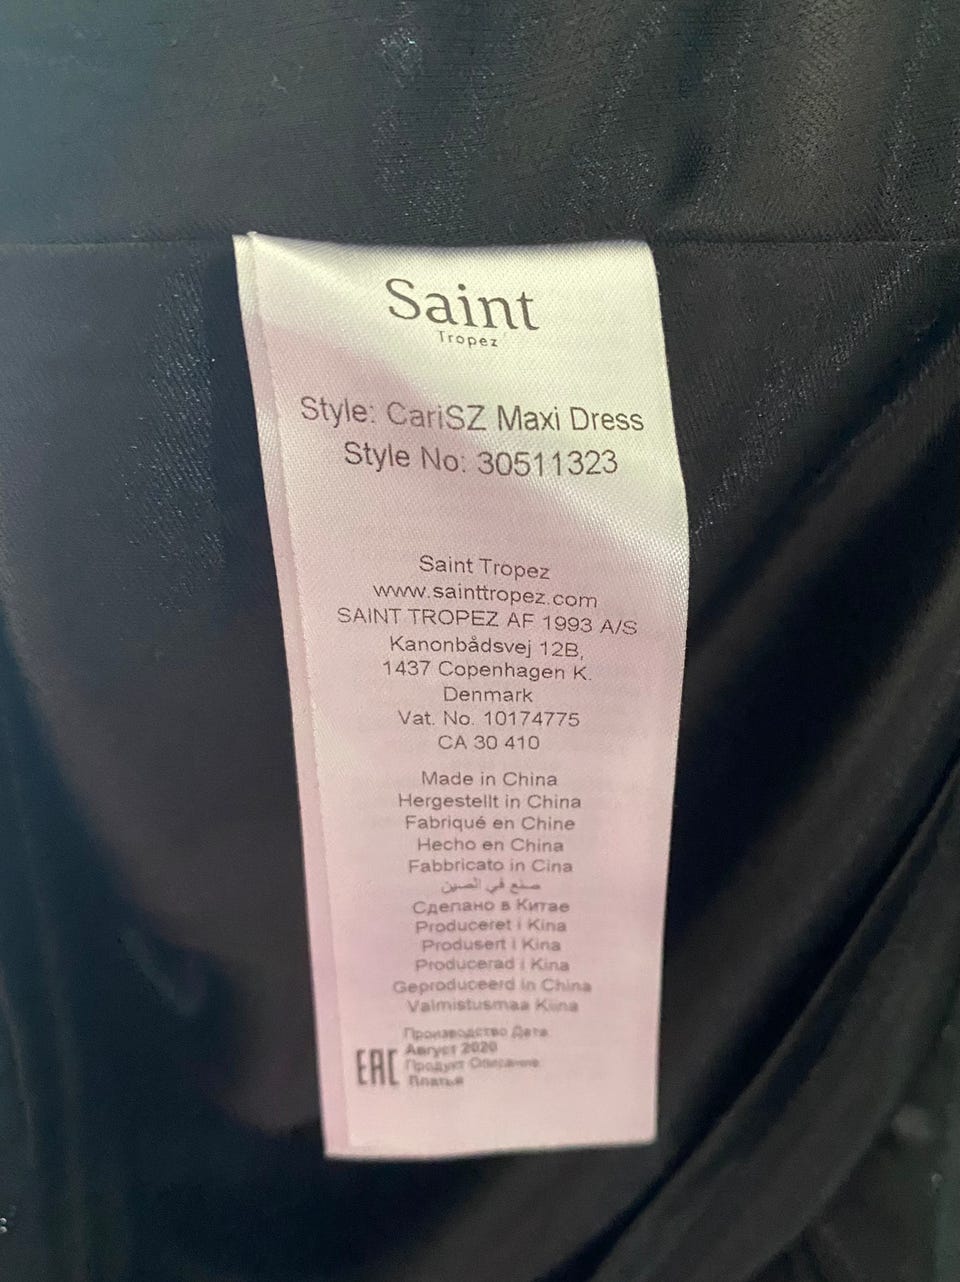 Saint
Tropez
Style: CariSZ Maxi Dress
Style No: 30511323
Saint Tropez
www.sainttropez.com
SAINT TROPEZ AF 1993 A/S
Kanonbådsvej 12B,
1437 Copenhagen K.
Denmark
Vat. No. 10174775
CA 30 410
Made in China
Hergestellt in China
Fabriqué en Chine
Hecho en China
Fabbricato in Cina
صنع في الصين
Сделано в Китае
Produceret i Kina
Produsert i Kina
Producerad i Kina
Geproduceerd in China
Valmistusmaa Kiina
Производство Дата:
Август 2020
EAC Продукт Описание:
Платья